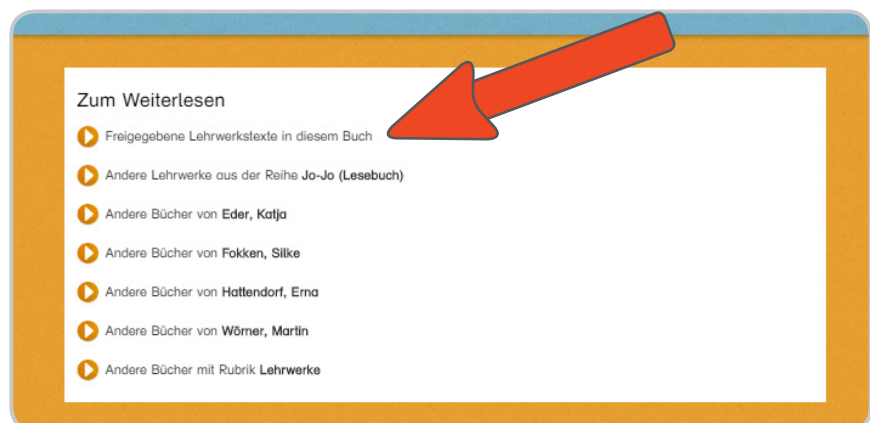 Zum Weiterlesen
Freigegebene Lehrwerkstexte in diesem Buch
Andere Lehrwerke aus der Reihe Jo-Jo (Lesebuch)
Andere Bücher von Eder, Katja
Andere Bücher von Fokken, Silke
Andere Bücher von Hattendorf, Erna
Andere Bücher von Wörner, Martin
Andere Bücher mit Rubrik Lehrwerke